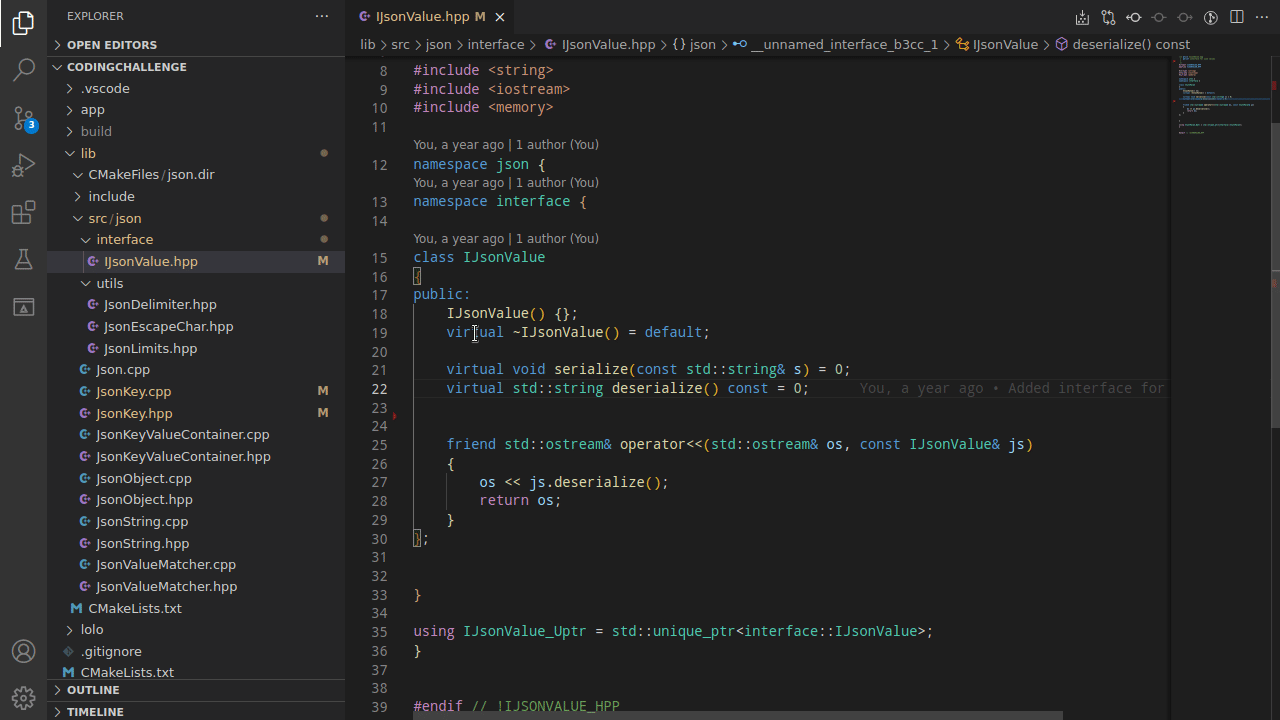 EXPLORER
OPEN EDITORS
CODINGCHALLENGE
.vscode
app
build
lib
CMakeFiles/json.dir
include
src/json
interface
IJsonValue.hpp M
utils
JsonDelimiter.hpp
JsonEscapeChar.hpp
JsonLimits.hpp
Json.cpp
JsonKey.cpp M
JsonKey.hpp M
JsonKeyValueContainer.cpp
JsonKeyValueContainer.hpp
JsonObject.cpp
JsonObject.hpp
JsonString.cpp
JsonString.hpp
JsonValueMatcher.cpp
JsonValueMatcher.hpp
CMakeLists.txt
lolo
.gitignore
CMakeLists.txt
OUTLINE
TIMELINE
3
IJsonValue.hpp M
lib > src > json > interface > IJsonValue.hpp > {} json > __unnamed_interface_b3cc_1 > IJsonValue > deserialize() const
8 #include <string>
9 #include <iostream>
10 #include <memory>
11
You, a year ago | 1 author (You)
12 namespace json {
You, a year ago | 1 author (You)
13 namespace interface {
14
You, a year ago | 1 author (You)
15 class IJsonValue
16 {
17 public:
18 IJsonValue() {};
19 virtual ~IJsonValue() = default;
20
21 virtual void serialize(const std::string& s) = 0;
22 virtual std::string deserialize() const = 0; You, a year ago • Added interface for
23
24
25 friend std::ostream& operator<<(std::ostream& os, const IJsonValue& js)
26 {
27 os << js.deserialize();
28 return os;
29 }
30 };
31
32
33 }
34
35 using IJsonValue_Uptr = std::unique_ptr<interface::IJsonValue>;
36 }
37
38
39 #endif // !IJSONVALUE_HPP